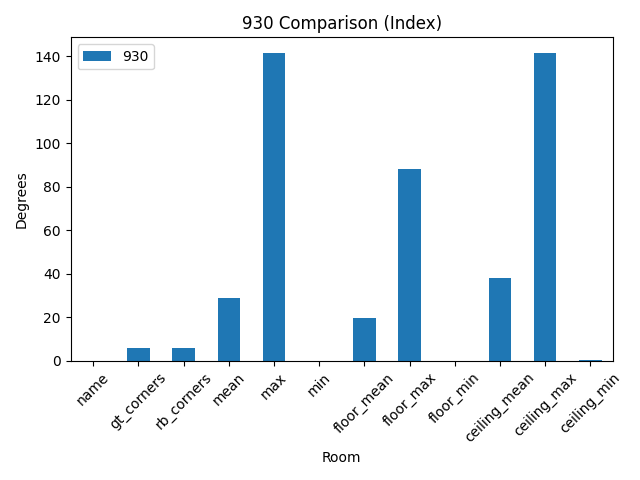 930 Comparison (Index)
930
Degrees
140
120
100
80
60
40
20
0
name
gt_corners
rb_corners
mean
max
min
floor_mean
floor_max
floor_min
ceiling_mean
ceiling_max
ceiling_min
Room